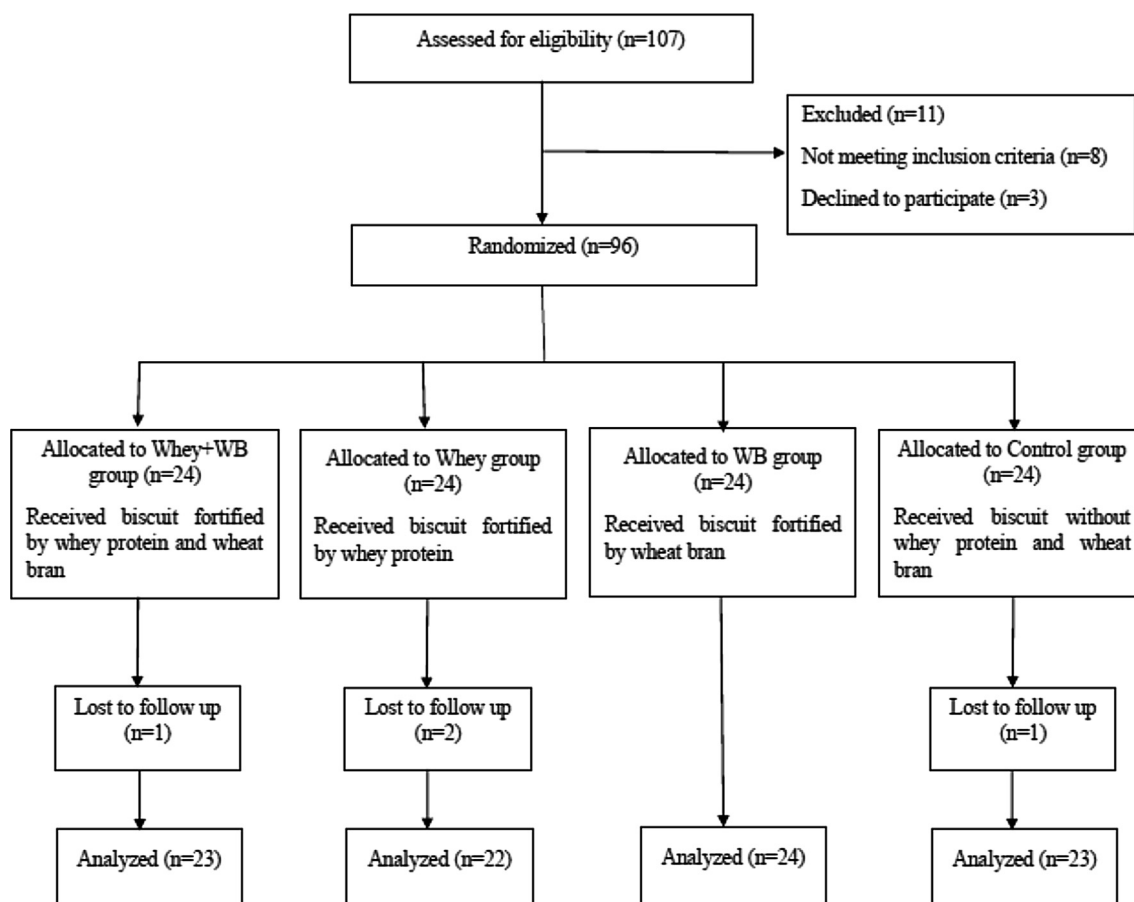 Assessed for eligibility (n=107)
Excluded (n=11)
Not meeting inclusion criteria (n=8)
Declined to participate (n=3)
Randomized (n=96)
Allocated to Whey+WB
group (n=24)
Received biscuit fortified
by whey protein and wheat
bran
Allocated to Whey group
(n=24)
Received biscuit fortified
by whey protein
Allocated to WB group
(n=24)
Received biscuit fortified
by wheat bran
Allocated to Control group
(n=24)
Received biscuit without
whey protein and wheat
bran
Lost to follow up
(n=1)
Lost to follow up
(n=2)
Lost to follow up
(n=1)
Analyzed (n=23)
Analyzed (n=22)
Analyzed (n=24)
Analyzed (n=23)